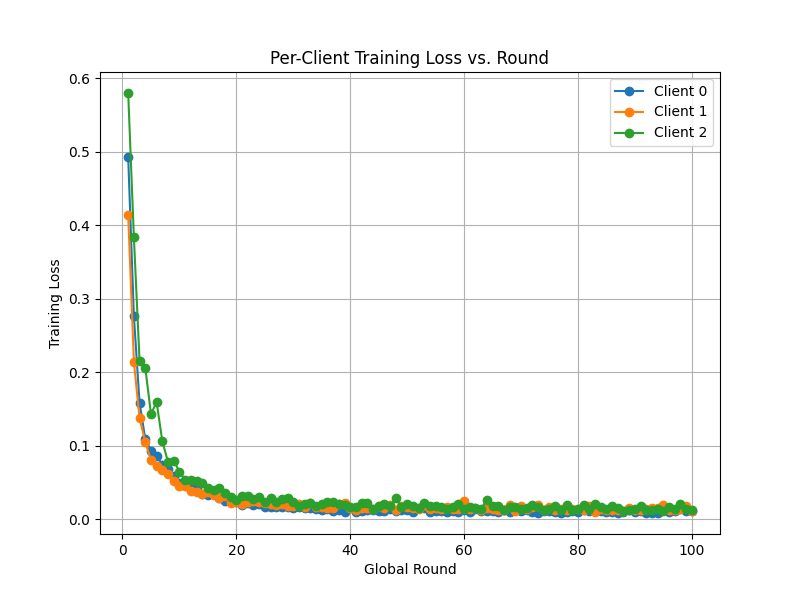 Per-Client Training Loss vs. Round
Client 0
Client 1
Client 2
Training Loss
0.6
0.5
0.4
0.3
0.2
0.1
0.0
0 20 40 60 80 100
Global Round